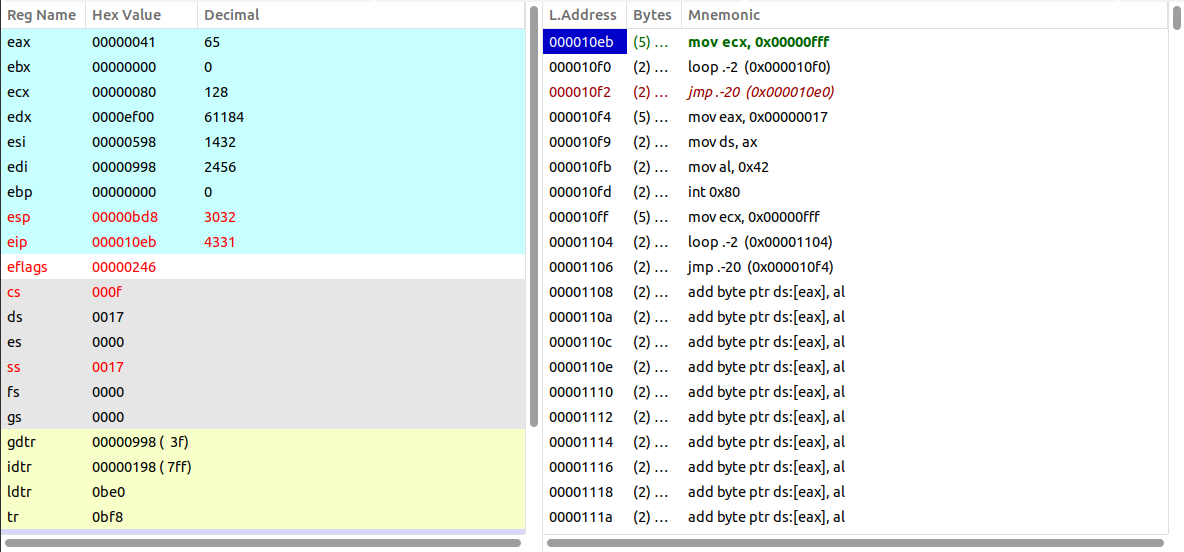 Reg Name Hex Value Decimal
eax 00000041 65
ebx 00000000 0
ecx 00000080 128
edx 0000ef00 61184
esi 00000598 1432
edi 00000998 2456
ebp 00000000 0
esp 00000bd8 3032
eip 000010eb 4331
eflags 00000246
cs 000f
ds 0017
es 0000
ss 0017
fs 0000
gs 0000
gdtr 00000998 ( 3f)
idtr 00000198 ( 7ff)
ldtr 0be0
tr 0bf8
L.Address Bytes Mnemonic
000010eb (5) ... mov ecx, 0x00000fff
000010f0 (2) ... loop .-2 (0x000010f0)
000010f2 (2) ... jmp .-20 (0x000010e0)
000010f4 (5) ... mov eax, 0x00000017
000010f9 (2) ... mov ds, ax
000010fb (2) ... mov al, 0x42
000010fd (2) ... int 0x80
000010ff (5) ... mov ecx, 0x00000fff
00001104 (2) ... loop .-2 (0x00001104)
00001106 (2) ... jmp .-20 (0x000010f4)
00001108 (2) ... add byte ptr ds:[eax], al
0000110a (2) ... add byte ptr ds:[eax], al
0000110c (2) ... add byte ptr ds:[eax], al
0000110e (2) ... add byte ptr ds:[eax], al
00001110 (2) ... add byte ptr ds:[eax], al
00001112 (2) ... add byte ptr ds:[eax], al
00001114 (2) ... add byte ptr ds:[eax], al
00001116 (2) ... add byte ptr ds:[eax], al
00001118 (2) ... add byte ptr ds:[eax], al
0000111a (2) ... add byte ptr ds:[eax], al